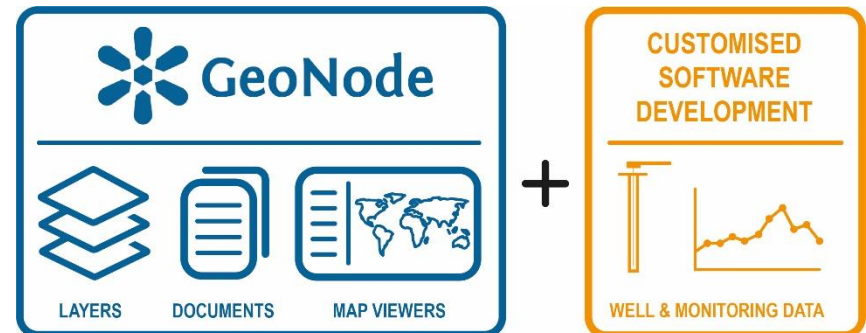 GeoNode
LAYERS
DOCUMENTS
MAP VIEWERS
+
CUSTOMISED
SOFTWARE
DEVELOPMENT
WELL & MONITORING DATA